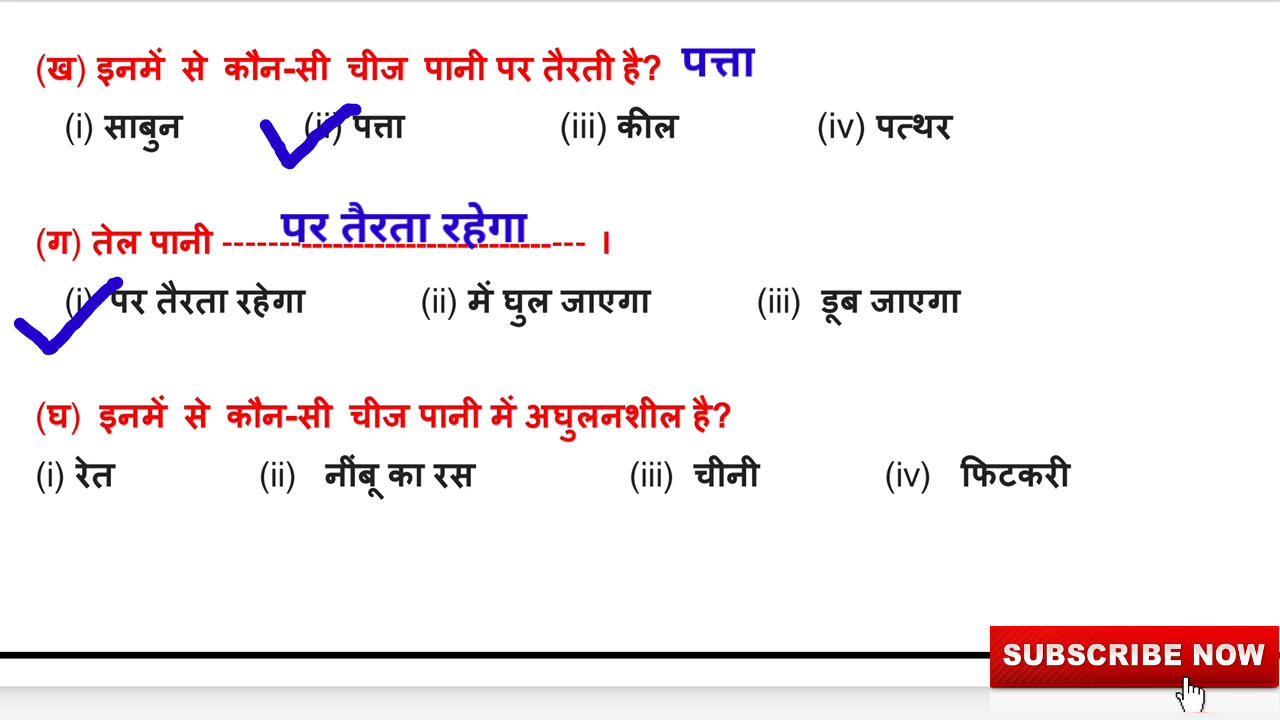 (ख) इनमें से कौन-सी चीज पानी पर तैरती है? पत्ता
(i) साबुन (ii) पत्ता (iii) कील (iv) पत्थर
(ग) तेल पानी ------- पर तैरता रहेगा --- ।
(i) पर तैरता रहेगा (ii) में घुल जाएगा (iii) डूब जाएगा
(घ) इनमें से कौन-सी चीज पानी में अघुलनशील है?
(i) रेत (ii) नींबू का रस (iii) चीनी (iv) फिटकरी
SUBSCRIBE NOW